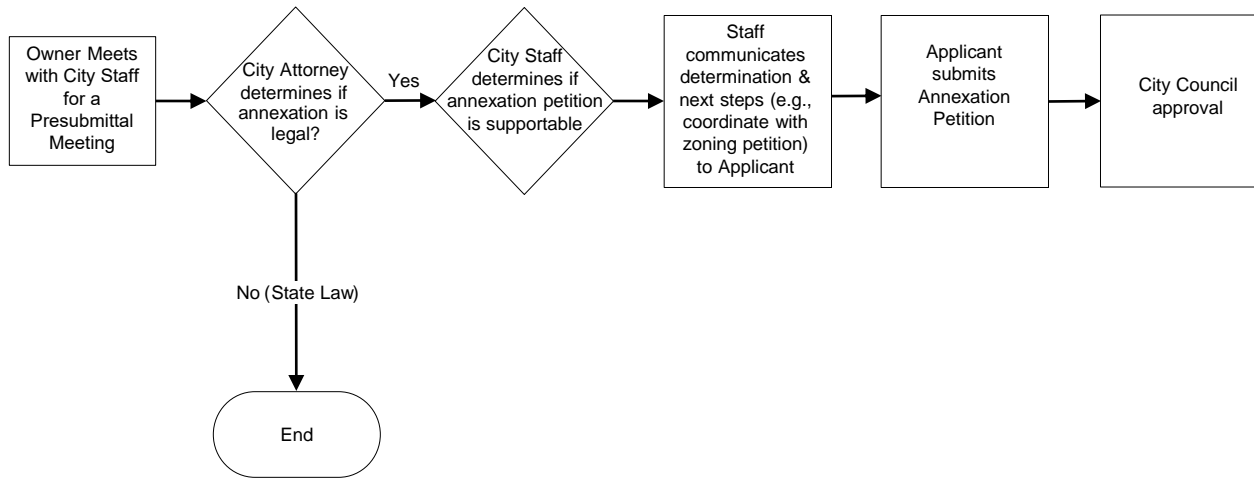 Owner Meets
with City Staff
for a
Presubmittal
Meeting
City Attorney
determines if
annexation is
legal?
Yes
City Staff
determines if
annexation petition
is supportable
Staff
communicates
determination &
next steps (e.g.,
coordinate with
zoning petition)
to Applicant
Applicant
submits
Annexation
Petition
City Council
approval
No (State Law)
End